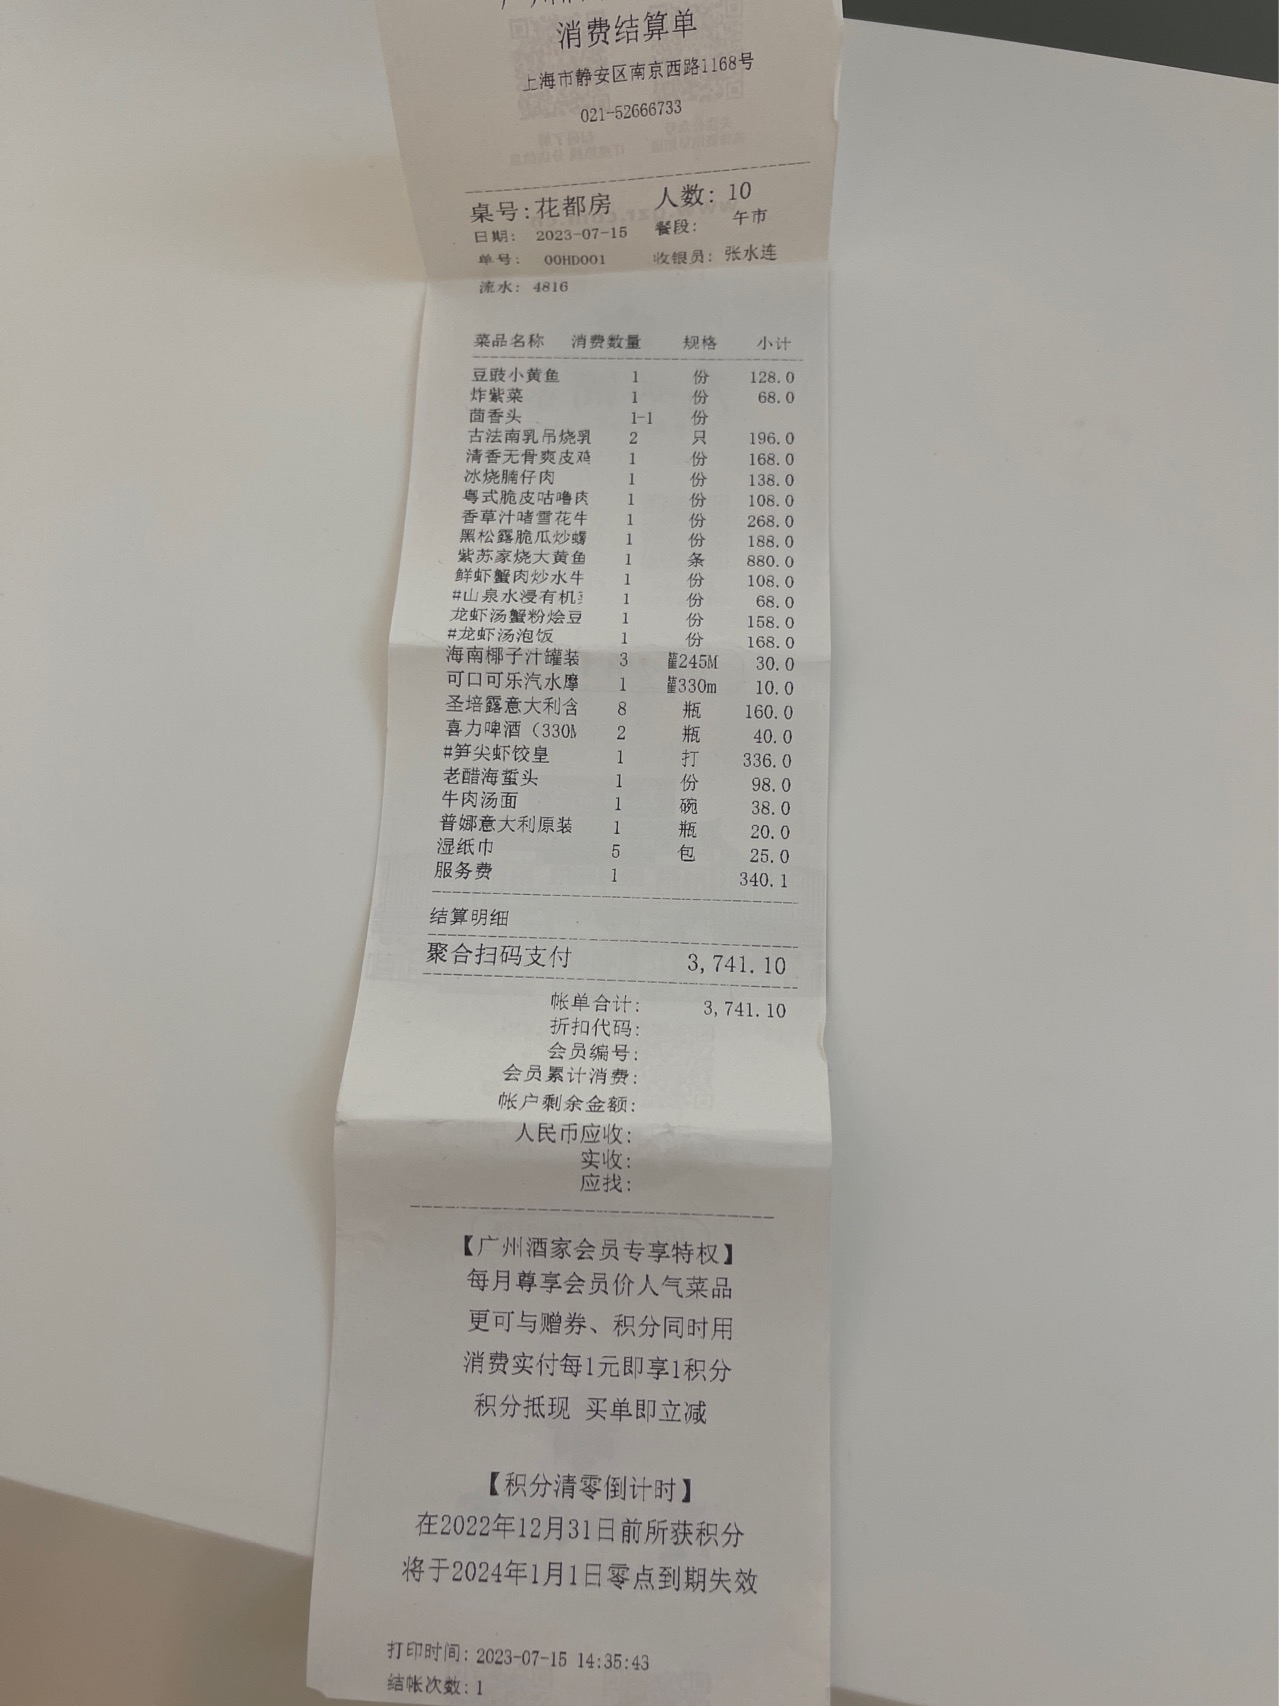 消费结算单
上海市静安区南京西路1168号
021-52666733
桌号:花都房 人数: 10
日期: 2023-07-15 餐段: 午市
单号: 00HD001 收银员: 张水连
流水: 4816
菜品名称 消费数量 规格 小计
豆豉小黄鱼 1 份 128.0
炸紫菜 1 份 68.0
茴香头 1-1 份
古法南乳吊烧乳 2 只 196.0
清香无骨爽皮鸡 1 份 168.0
冰烧腩仔肉 1 份 138.0
粤式脆皮咕噜肉 1 份 108.0
香草汁啫雪花牛 1 份 268.0
黑松露脆瓜炒螺 1 份 188.0
紫苏家烧大黄鱼 1 条 880.0
鲜虾蟹肉炒水牛 1 份 108.0
#山泉水浸有机 1 份 68.0
龙虾汤蟹粉烩豆 1 份 158.0
#龙虾汤泡饭 1 份 168.0
海南椰子汁罐装 3 245M 30.0
可口可乐汽水摩 1 330m 10.0
圣培露意大利含 8 瓶 160.0
喜力啤酒（330M 2 瓶 40.0
#笋尖虾饺皇 1 打 336.0
老醋海蜇头 1 份 98.0
牛肉汤面 1 碗 38.0
普娜意大利原装 1 瓶 20.0
湿纸巾 5 包 25.0
服务费 1 340.1
结算明细
聚合扫码支付 3,741.10
帐单合计: 3,741.10
折扣代码:
会员编号:
会员累计消费:
帐户剩余金额:
人民币应收:
实收:
应找:
【广州酒家会员专享特权】
每月尊享会员价人气菜品
更可与赠券、积分同时用
消费实付每1元即享1积分
积分抵现 买单即立减
【积分清零倒计时】
在2022年12月31日前所获积分
将于2024年1月1日零点到期失效
打印时间: 2023-07-15 14:35:43
结帐次数: 1